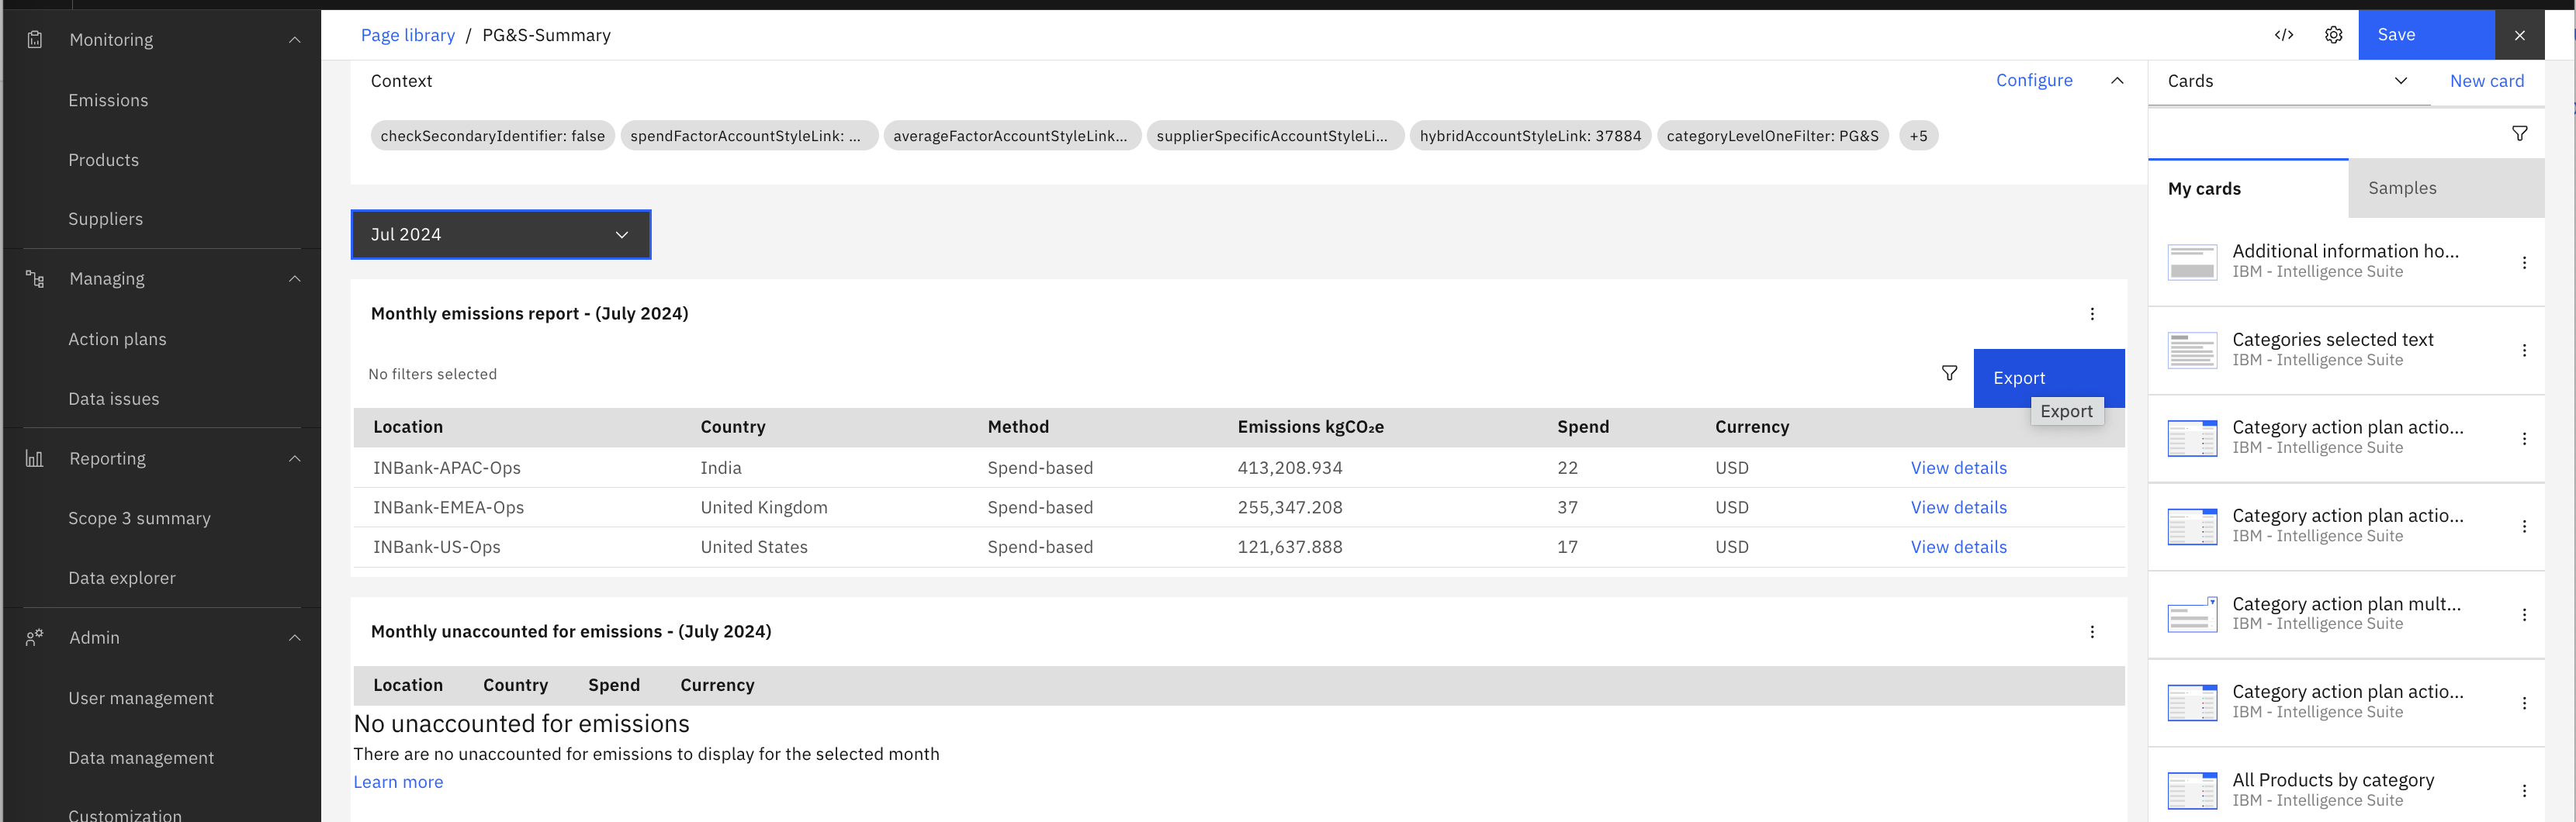 Monitoring
Emissions
Products
Suppliers
Managing
Action plans
Data issues
Reporting
Scope 3 summary
Data explorer
Admin
User management
Data management
Customization
Page library / PG&S-Summary
Save
Context
Configure
checkSecondaryIdentifier: false
spendFactorAccountStyleLink: ...
averageFactorAccountStyleLink...
supplierSpecificAccountStyleLi...
hybridAccountStyleLink: 37884
categoryLevelOneFilter: PG&S
+5
Jul 2024
Monthly emissions report - (July 2024)
No filters selected
Export
Export
Location Country Method Emissions kgCO₂e Spend Currency
INBank-APAC-Ops India Spend-based 413,208.934 22 USD View details
INBank-EMEA-Ops United Kingdom Spend-based 255,347.208 37 USD View details
INBank-US-Ops United States Spend-based 121,637.888 17 USD View details
Monthly unaccounted for emissions - (July 2024)
Location Country Spend Currency
No unaccounted for emissions
There are no unaccounted for emissions to display for the selected month
Learn more
Cards
New card
My cards
Samples
Additional information ho...
IBM - Intelligence Suite
Categories selected text
IBM - Intelligence Suite
Category action plan actio...
IBM - Intelligence Suite
Category action plan actio...
IBM - Intelligence Suite
Category action plan mult...
IBM - Intelligence Suite
Category action plan actio...
IBM - Intelligence Suite
All Products by category
IBM - Intelligence Suite